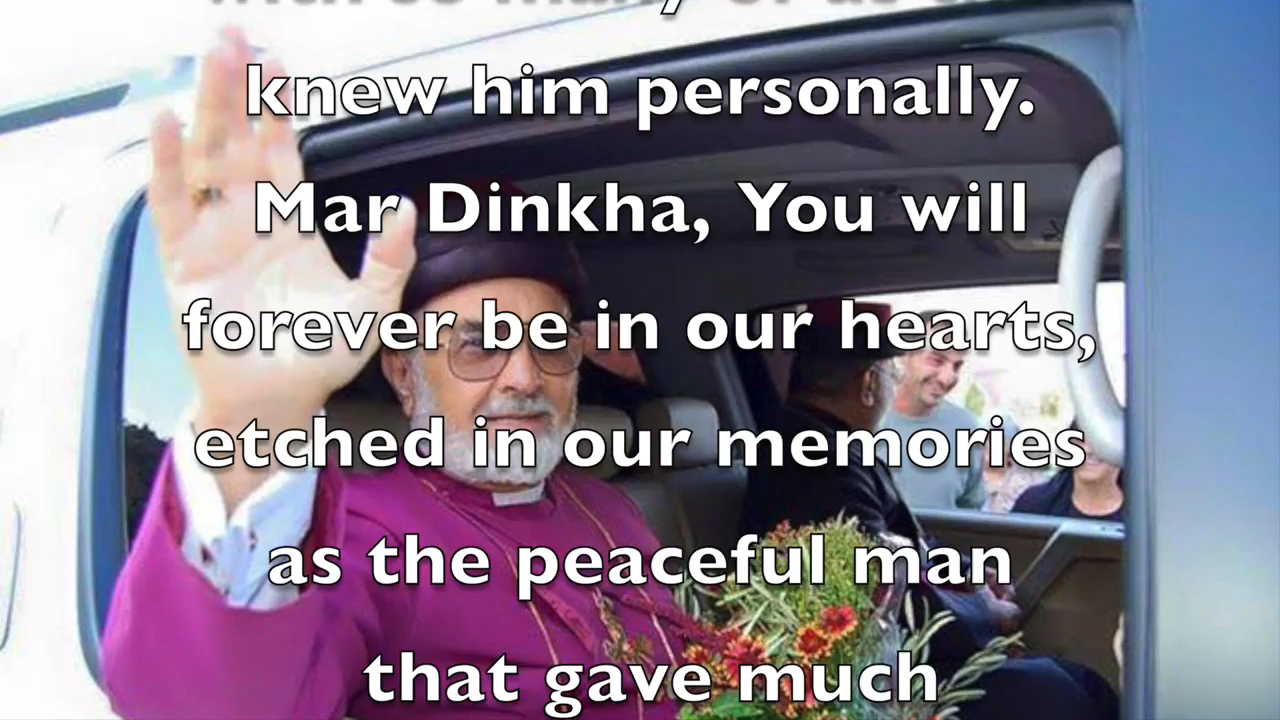 knew him personally.
Mar Dinkha, You will
forever be in our hearts,
etched in our memories
as the peaceful man
that gave much